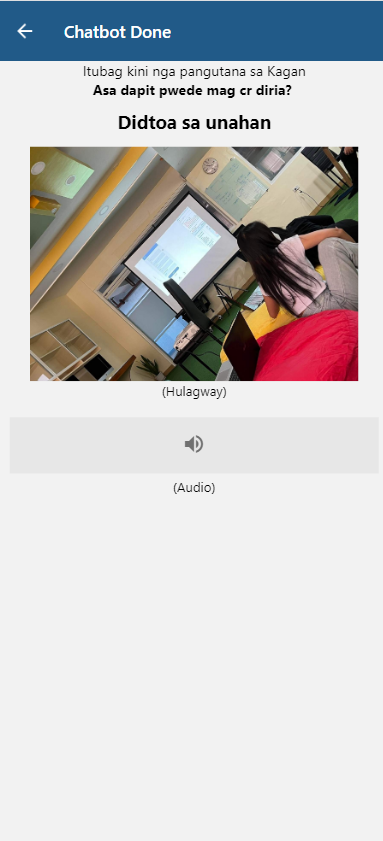 Chatbot Done
Itubag kini nga pangutana sa Kagan
Asa dapit pwede mag cr diria?
Didtoa sa unahan
(Hulagway)
(Audio)